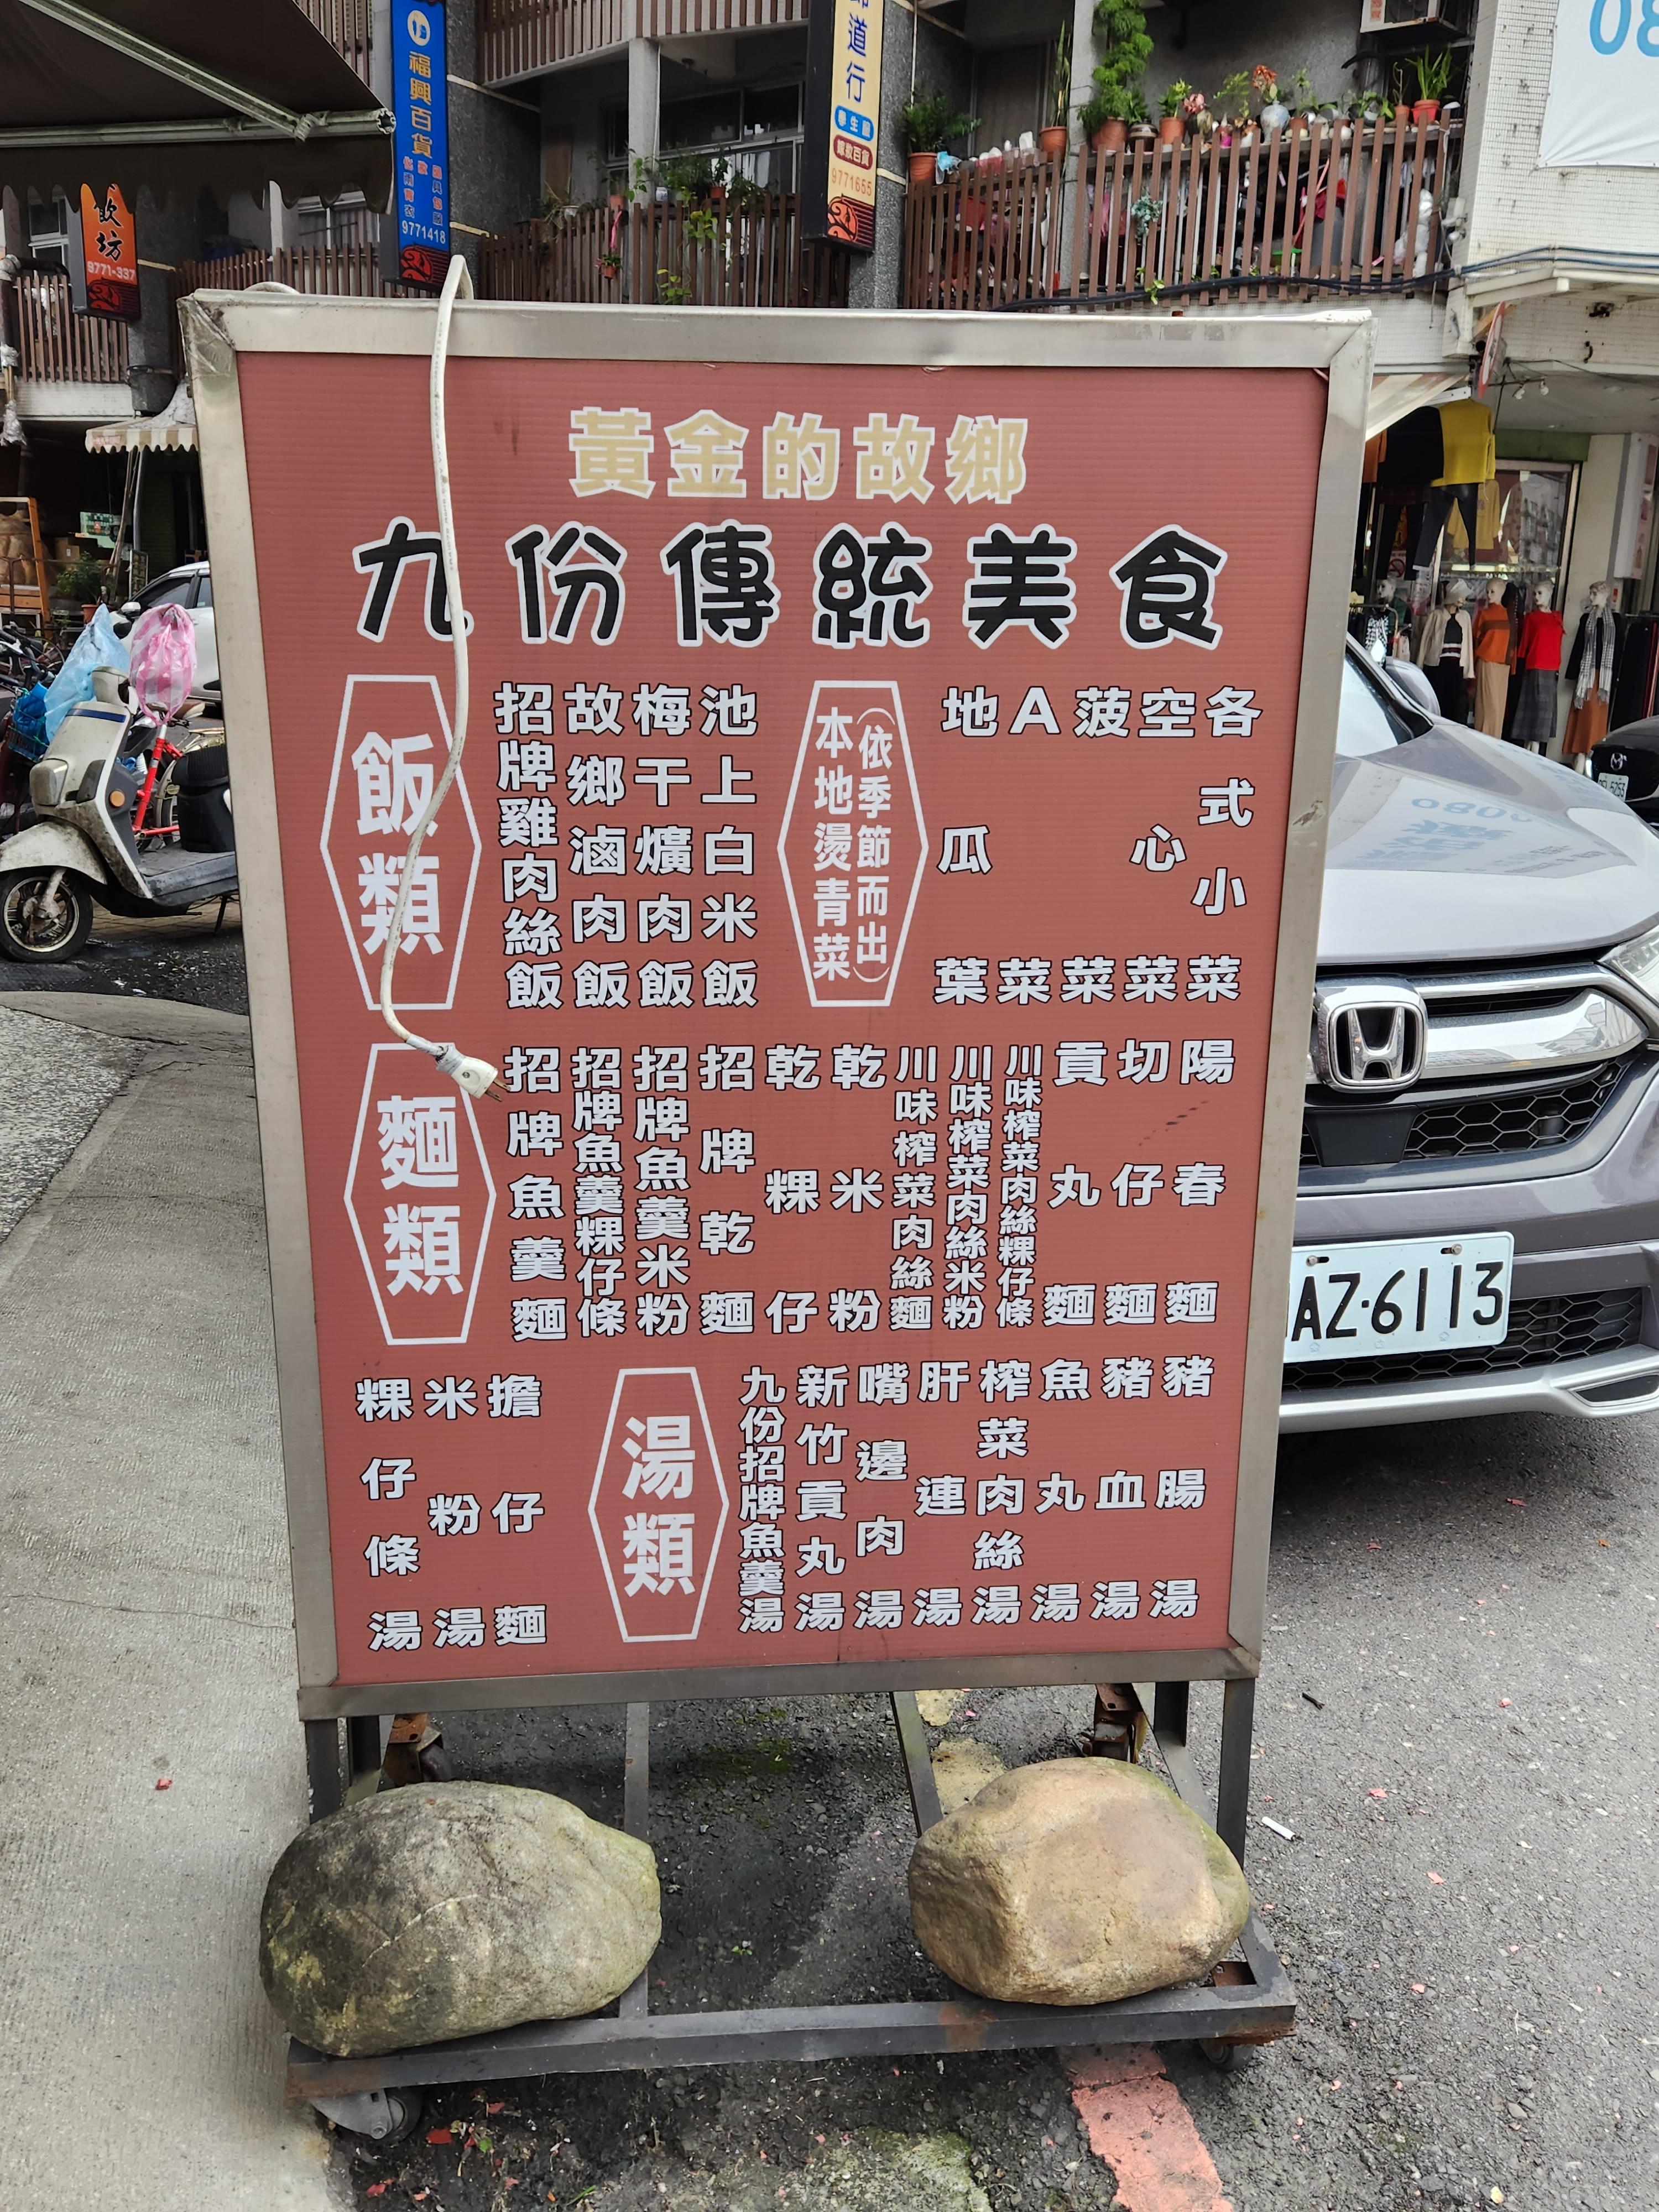 黃金的故鄉
九份傳統美食
飯類
招牌雞肉絲飯
故鄉滷肉飯
梅干爌肉飯
池上白米飯
本地燙青菜
(依季節而出)
地瓜葉
A菜
菠菜
空心菜
各式小菜
麵類
招牌魚羹麵
招牌魚羹粿仔條
招牌魚羹米粉
招牌乾麵
乾粿仔
乾米粉
川味榨菜肉絲麵
川味榨菜肉絲米粉
川味榨菜肉絲粿仔條
貢丸麵
切仔麵
陽春麵
粿仔條湯
米粉湯
擔仔麵
湯類
九份招牌魚羹湯
新竹貢丸湯
嘴邊肉湯
肝連湯
榨菜肉絲湯
魚丸湯
豬血湯
豬腸湯
福興百貨
9771418
道行
學生服
9771655
飲坊
9771-337
AZ-6113
08